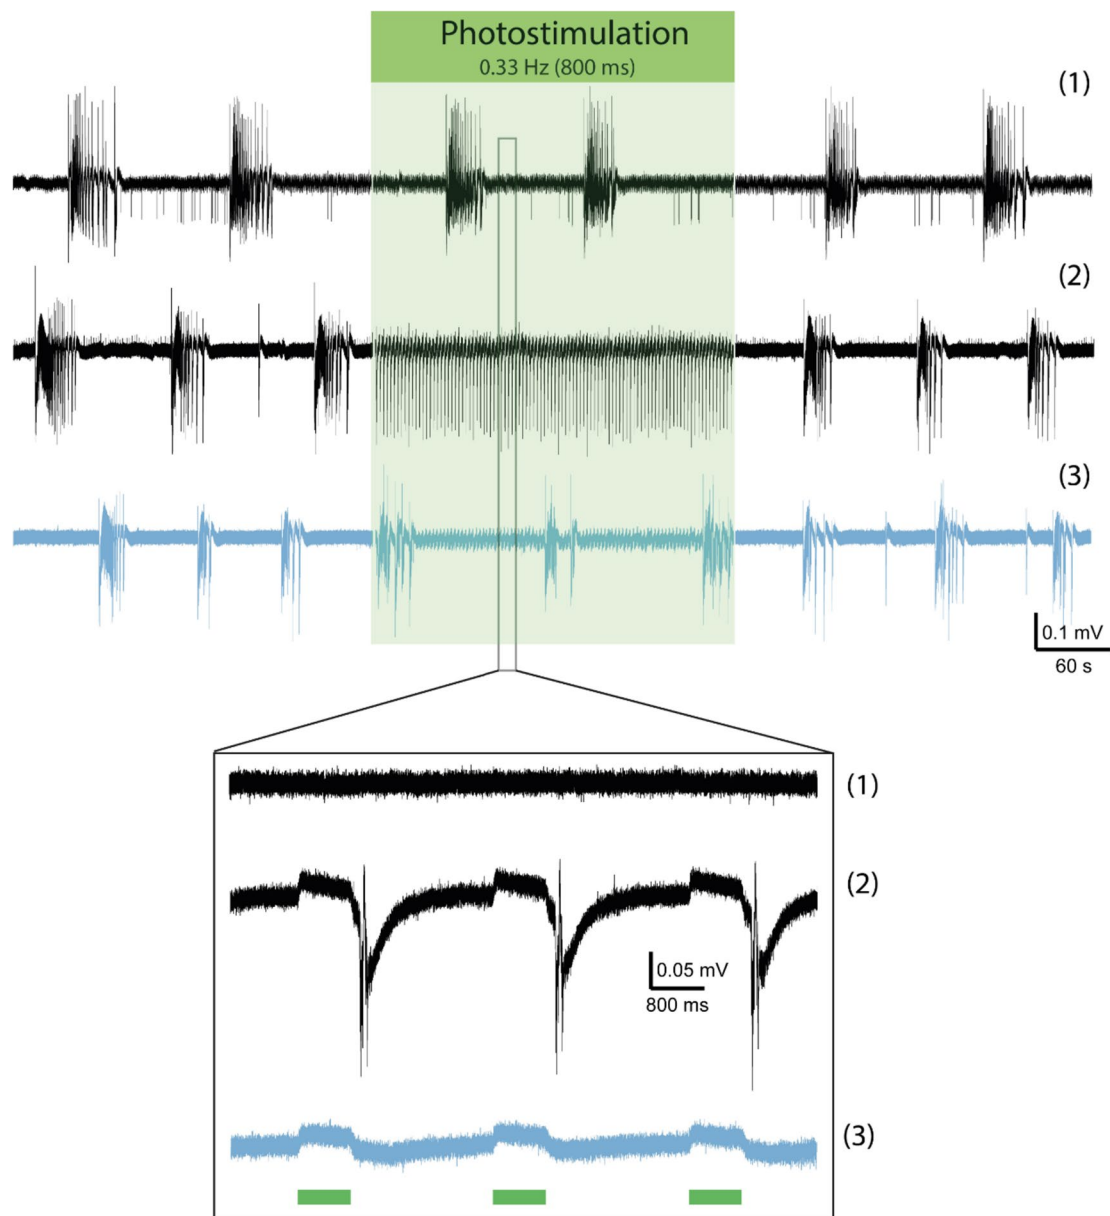 Photostimulation
0.33 Hz (800 ms)
(1)
(2)
(3)
0.1 mV
60 s
(1)
(2)
0.05 mV
800 ms
(3)